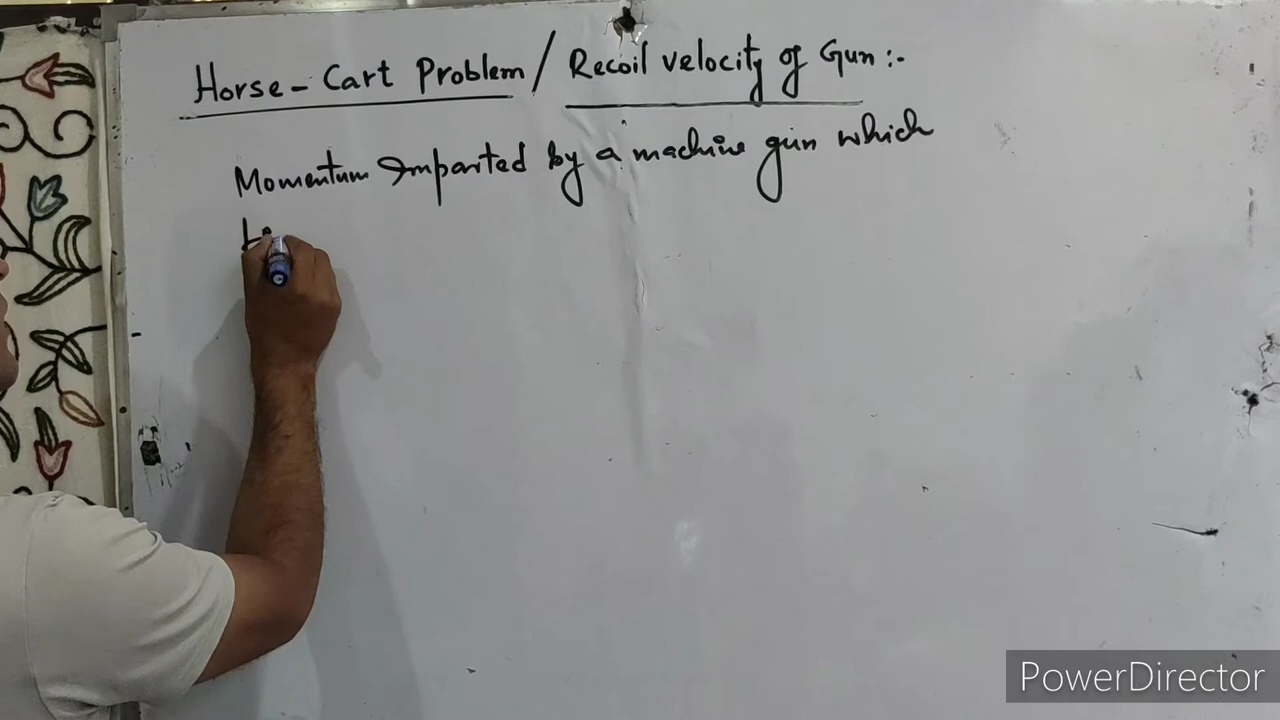 Horse - Cart Problem / Recoil velocity of Gun :-
Momentum Imparted by a machine gun which
PowerDirector